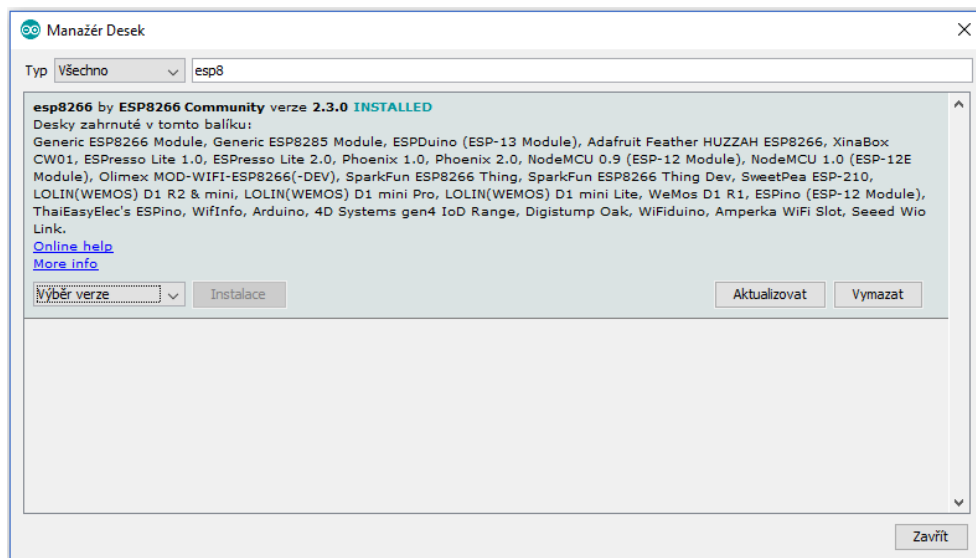 Manažér Desek
Typ Všechno esp8
esp8266 by ESP8266 Community verze 2.3.0 INSTALLED
Desky zahrnuté v tomto balíku:
Generic ESP8266 Module, Generic ESP8285 Module, ESPDuino (ESP-13 Module), Adafruit Feather HUZZAH ESP8266, XinaBox
CW01, ESPresso Lite 1.0, ESPresso Lite 2.0, Phoenix 1.0, Phoenix 2.0, NodeMCU 0.9 (ESP-12 Module), NodeMCU 1.0 (ESP-12E
Module), Olimex MOD-WIFI-ESP8266(-DEV), SparkFun ESP8266 Thing, SparkFun ESP8266 Thing Dev, SweetPea ESP-210,
LOLIN(WEMOS) D1 R2 & mini, LOLIN(WEMOS) D1 mini Pro, LOLIN(WEMOS) D1 mini Lite, WeMos D1 R1, ESPino (ESP-12 Module),
ThaiEasyElec's ESPino, WifInfo, Arduino, 4D Systems gen4 IoD Range, Digistump Oak, WiFiduino, Amperka WiFi Slot, Seeed Wio
Link.
Online help
More info
Výběr verze Instalace Aktualizovat Vymazat
Zavřít